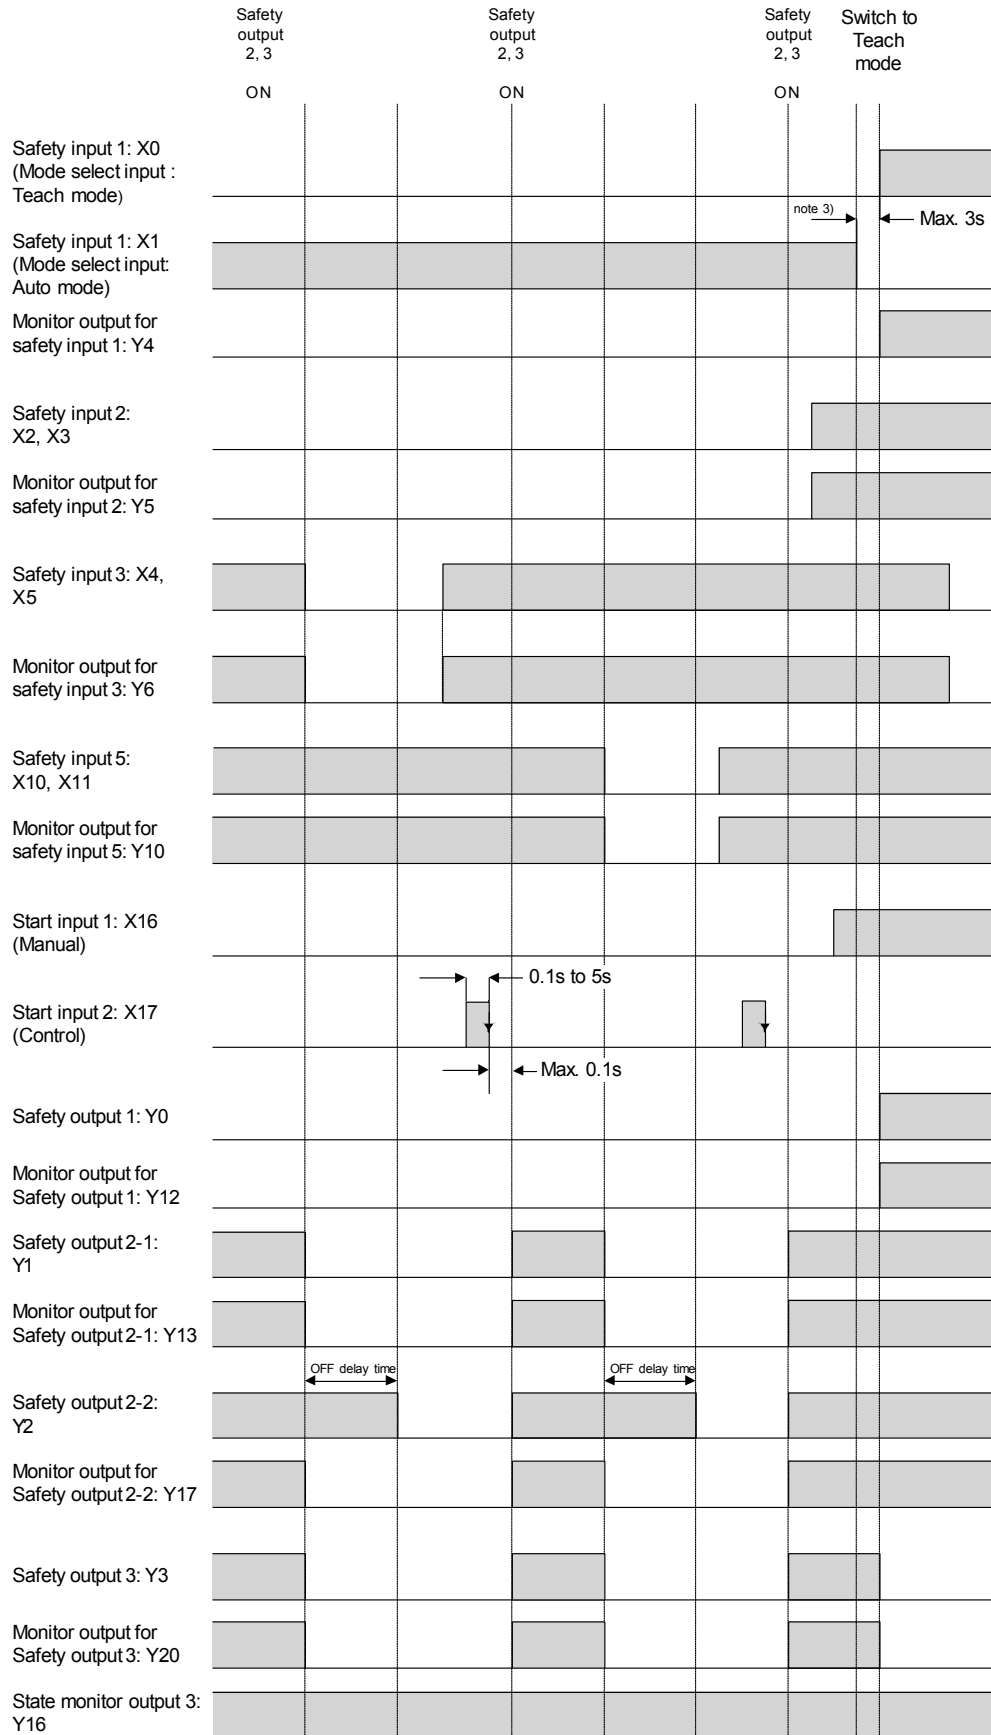 Safety
output
2, 3
ON
Safety
output
2, 3
ON
Safety
output
2, 3
ON
Switch to
Teach
mode
Safety input 1: X0
(Mode select input :
Teach mode)
note 3)
Max. 3s
Safety input 1: X1
(Mode select input:
Auto mode)
Monitor output for
safety input 1: Y4
Safety input 2:
X2, X3
Monitor output for
safety input 2: Y5
Safety input 3: X4,
X5
Monitor output for
safety input 3: Y6
Safety input 5:
X10, X11
Monitor output for
safety input 5: Y10
Start input 1: X16
(Manual)
0.1s to 5s
Start input 2: X17
(Control)
Max. 0.1s
Safety output 1: Y0
Monitor output for
Safety output 1: Y12
Safety output 2-1:
Y1
Monitor output for
Safety output 2-1: Y13
OFF delay time
OFF delay time
Safety output 2-2:
Y2
Monitor output for
Safety output 2-2: Y17
Safety output 3: Y3
Monitor output for
Safety output 3: Y20
State monitor output 3:
Y16